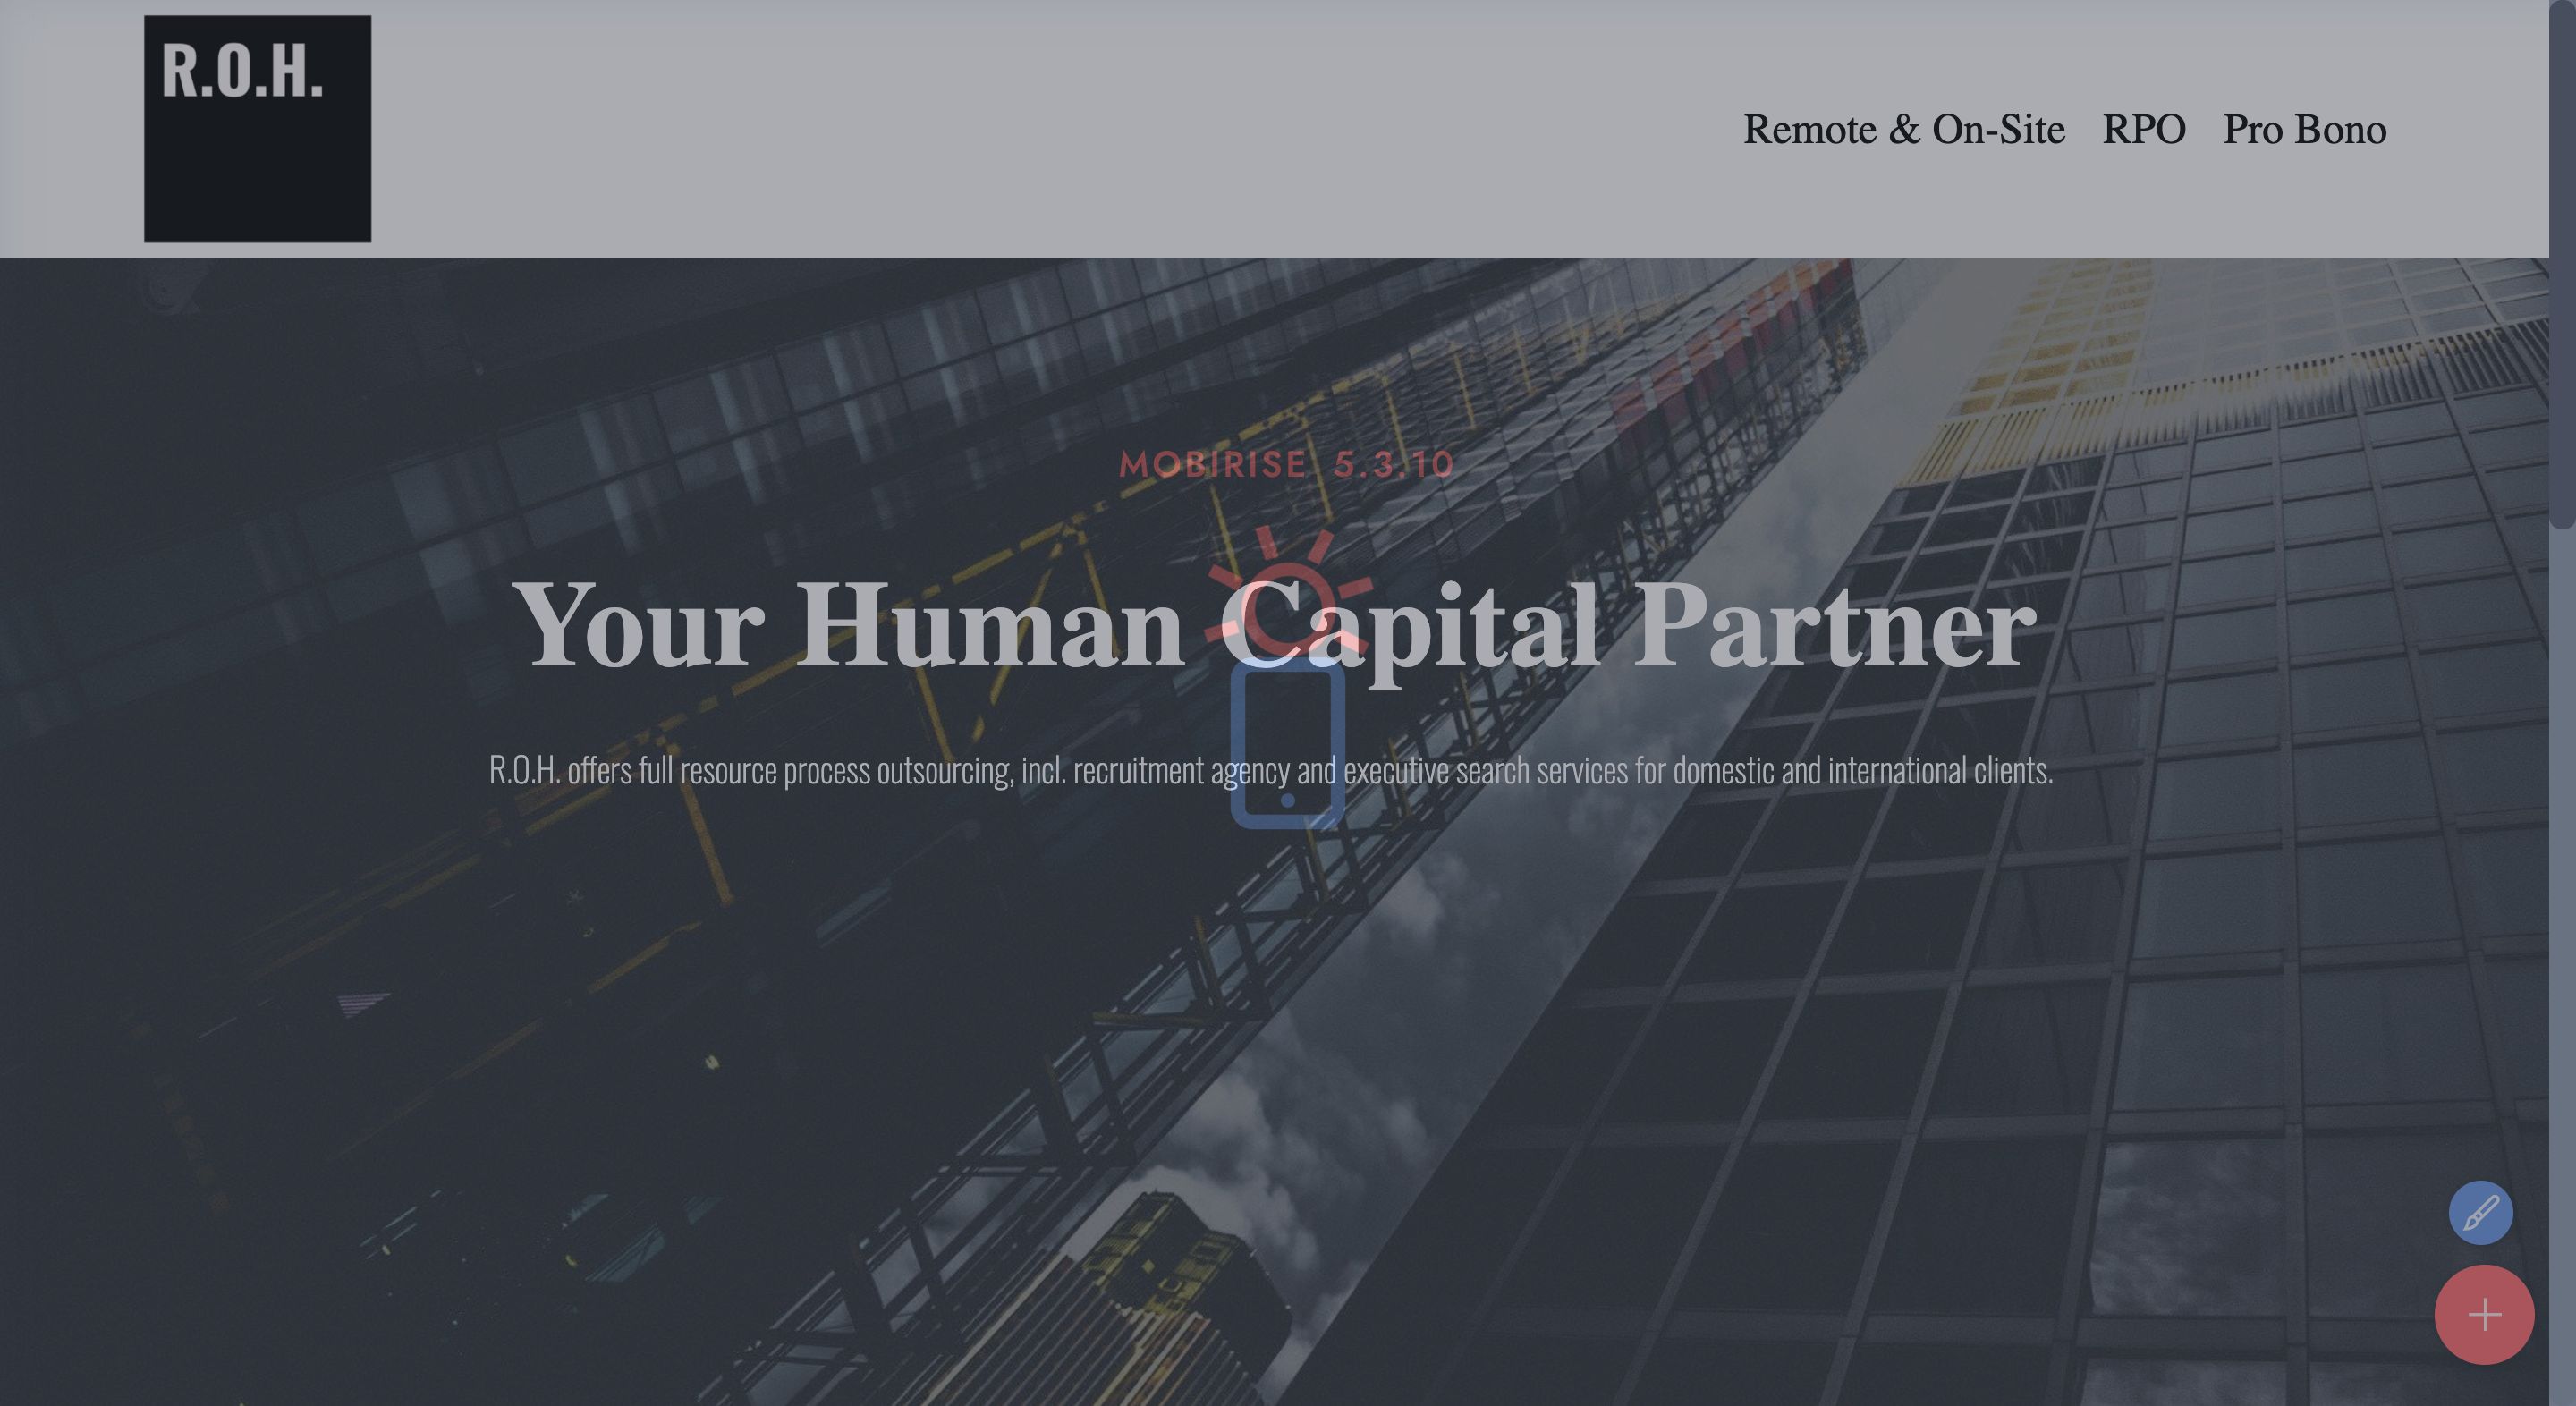 R.O.H.
Remote & On-Site RPO Pro Bono
MOBIRISE 5.3.10
Your Human Capital Partner
R.O.H. offers full resource process outsourcing, incl. recruitment agency and executive search services for domestic and international clients.